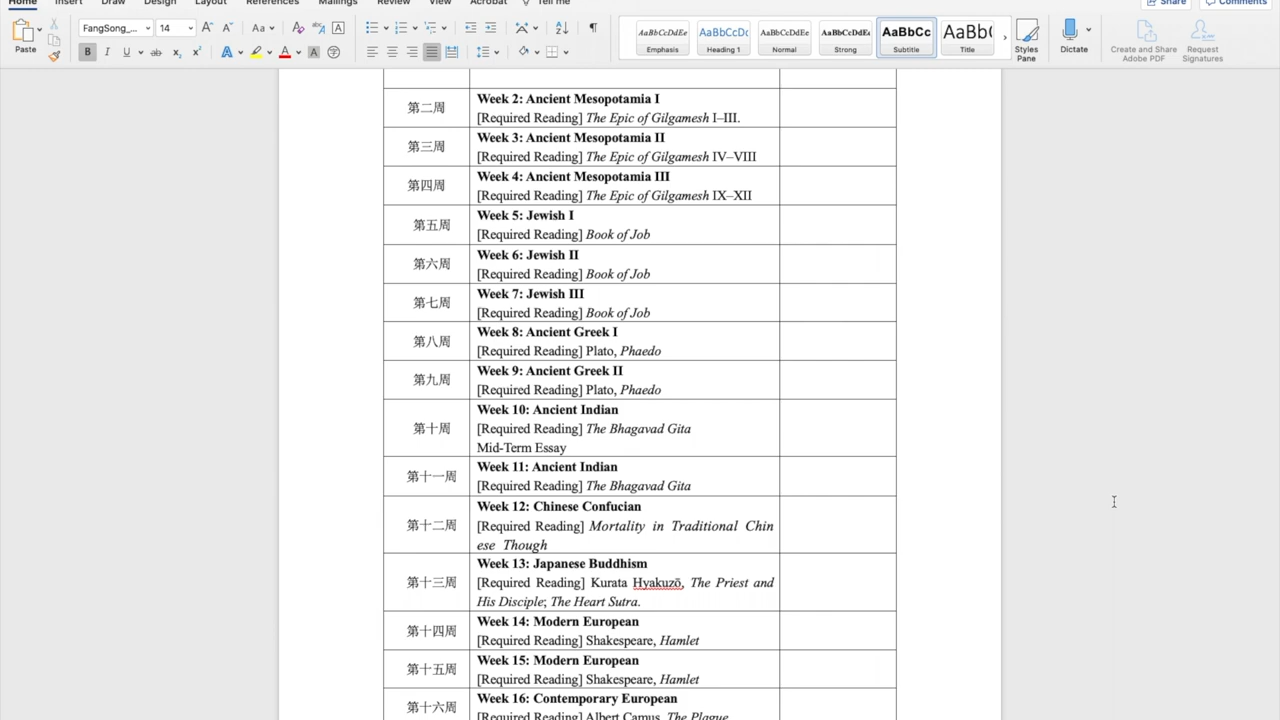 Home Insert Draw Design Layout References Mailings Review View Acrobat Tell me Share Comments
Paste
FangSong_... 14
AaBbCcDdEe AaBbCcDc AaBbCcDdEe AaBbCcDdEe AaBbCc AaBb(
Emphasis Heading 1 Normal Strong Subtitle Title
Styles Pane
Dictate
Create and Share Adobe PDF
Request Signatures
第二周
Week 2: Ancient Mesopotamia I
[Required Reading] The Epic of Gilgamesh I–III.
第三周
Week 3: Ancient Mesopotamia II
[Required Reading] The Epic of Gilgamesh IV–VIII
第四周
Week 4: Ancient Mesopotamia III
[Required Reading] The Epic of Gilgamesh IX–XII
第五周
Week 5: Jewish I
[Required Reading] Book of Job
第六周
Week 6: Jewish II
[Required Reading] Book of Job
第七周
Week 7: Jewish III
[Required Reading] Book of Job
第八周
Week 8: Ancient Greek I
[Required Reading] Plato, Phaedo
第九周
Week 9: Ancient Greek II
[Required Reading] Plato, Phaedo
第十周
Week 10: Ancient Indian
[Required Reading] The Bhagavad Gita
Mid-Term Essay
第十一周
Week 11: Ancient Indian
[Required Reading] The Bhagavad Gita
第十二周
Week 12: Chinese Confucian
[Required Reading] Mortality in Traditional Chin
ese Though
第十三周
Week 13: Japanese Buddhism
[Required Reading] Kurata Hyakuzō, The Priest and
His Disciple; The Heart Sutra.
第十四周
Week 14: Modern European
[Required Reading] Shakespeare, Hamlet
第十五周
Week 15: Modern European
[Required Reading] Shakespeare, Hamlet
第十六周
Week 16: Contemporary European
[Required Reading] Albert Camus, The Plague